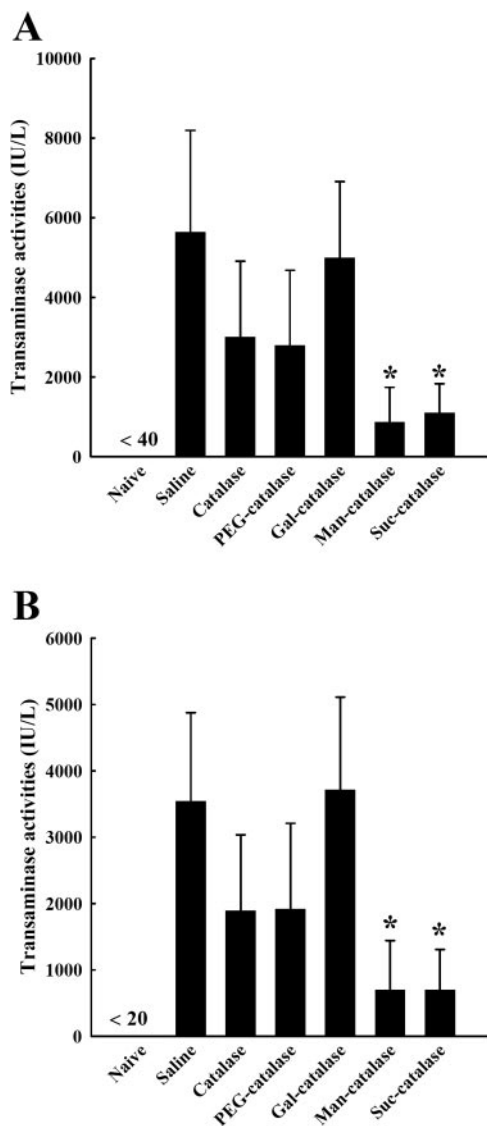 A
Transaminase activities (IU/L)
10000
8000
6000
4000
2000
0
< 40
* *
Naive
Saline
Catalase
PEG-catalase
Gal-catalase
Man-catalase
Suc-catalase
B
Transaminase activities (IU/L)
6000
5000
4000
3000
2000
1000
0
< 20
* *
Naive
Saline
Catalase
PEG-catalase
Gal-catalase
Man-catalase
Suc-catalase